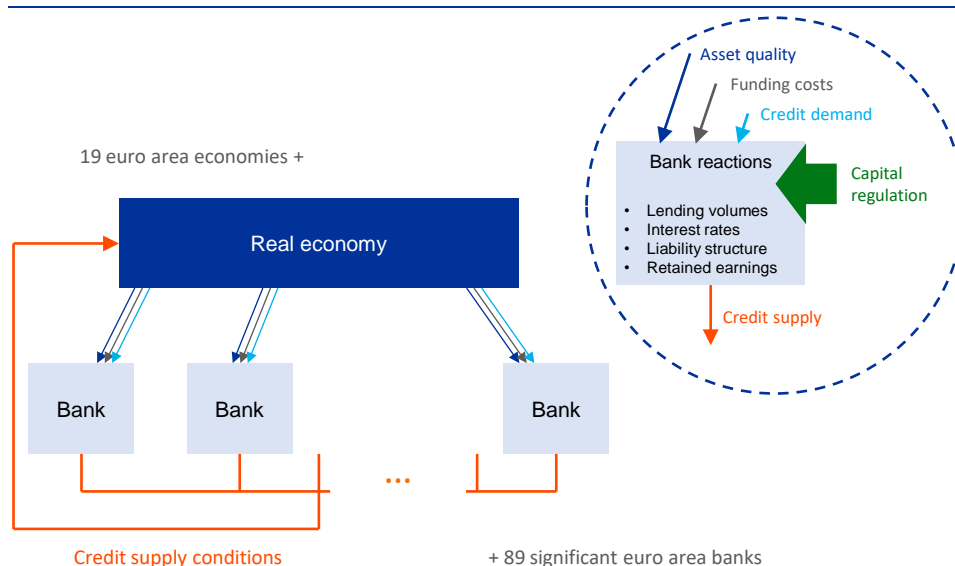 Asset quality
Funding costs
Credit demand
19 euro area economies +
Bank reactions
Capital
regulation
• Lending volumes
• Interest rates
• Liability structure
• Retained earnings
Real economy
Credit supply
Bank
Bank
Bank
...
Credit supply conditions
+ 89 significant euro area banks